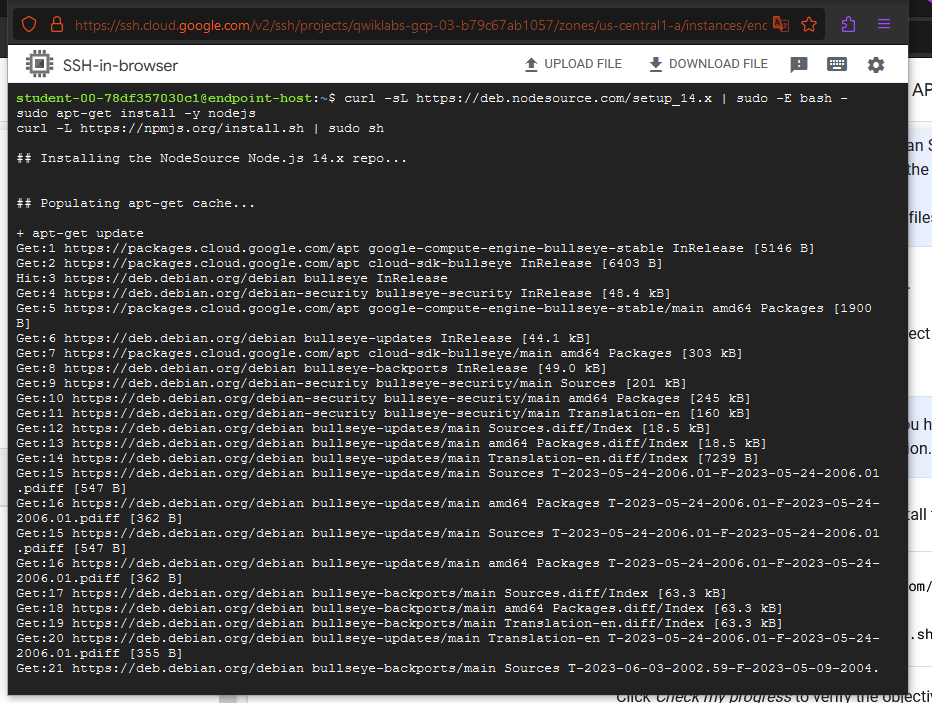 https://ssh.cloud.google.com/v2/ssh/projects/qwiklabs-gcp-03-b79c67ab1057/zones/us-central1-a/instances/enc
SSH-in-browser
UPLOAD FILE
DOWNLOAD FILE
student-00-78df357030c1@endpoint-host:~$ curl -sL https://deb.nodesource.com/setup_14.x | sudo -E bash -
sudo apt-get install -y nodejs
curl -L https://npmjs.org/install.sh | sudo sh
## Installing the NodeSource Node.js 14.x repo...
## Populating apt-get cache...
+ apt-get update
Get:1 https://packages.cloud.google.com/apt google-compute-engine-bullseye-stable InRelease [5146 B]
Get:2 https://packages.cloud.google.com/apt cloud-sdk-bullseye InRelease [6403 B]
Hit:3 https://deb.debian.org/debian bullseye InRelease
Get:4 https://deb.debian.org/debian-security bullseye-security InRelease [48.4 kB]
Get:5 https://packages.cloud.google.com/apt google-compute-engine-bullseye-stable/main amd64 Packages [1900
B]
Get:6 https://deb.debian.org/debian bullseye-updates InRelease [44.1 kB]
Get:7 https://packages.cloud.google.com/apt cloud-sdk-bullseye/main amd64 Packages [303 kB]
Get:8 https://deb.debian.org/debian bullseye-backports InRelease [49.0 kB]
Get:9 https://deb.debian.org/debian-security bullseye-security/main Sources [201 kB]
Get:10 https://deb.debian.org/debian-security bullseye-security/main amd64 Packages [245 kB]
Get:11 https://deb.debian.org/debian-security bullseye-security/main Translation-en [160 kB]
Get:12 https://deb.debian.org/debian bullseye-updates/main Sources.diff/Index [18.5 kB]
Get:13 https://deb.debian.org/debian bullseye-updates/main amd64 Packages.diff/Index [18.5 kB]
Get:14 https://deb.debian.org/debian bullseye-updates/main Translation-en.diff/Index [7239 B]
Get:15 https://deb.debian.org/debian bullseye-updates/main Sources T-2023-05-24-2006.01-F-2023-05-24-2006.01
.pdiff [547 B]
Get:16 https://deb.debian.org/debian bullseye-updates/main amd64 Packages T-2023-05-24-2006.01-F-2023-05-24-
2006.01.pdiff [362 B]
Get:15 https://deb.debian.org/debian bullseye-updates/main Sources T-2023-05-24-2006.01-F-2023-05-24-2006.01
.pdiff [547 B]
Get:16 https://deb.debian.org/debian bullseye-updates/main amd64 Packages T-2023-05-24-2006.01-F-2023-05-24-
2006.01.pdiff [362 B]
Get:17 https://deb.debian.org/debian bullseye-backports/main Sources.diff/Index [63.3 kB]
Get:18 https://deb.debian.org/debian bullseye-backports/main amd64 Packages.diff/Index [63.3 kB]
Get:19 https://deb.debian.org/debian bullseye-backports/main Translation-en.diff/Index [63.3 kB]
Get:20 https://deb.debian.org/debian bullseye-updates/main Translation-en T-2023-05-24-2006.01-F-2023-05-24-
2006.01.pdiff [355 B]
Get:21 https://deb.debian.org/debian bullseye-backports/main Sources T-2023-06-03-2002.59-F-2023-05-09-2004.
AP
an S
the
files
ect
ou h
ion.
tall
om/
.sh
Click Check my progress to verify the objecti